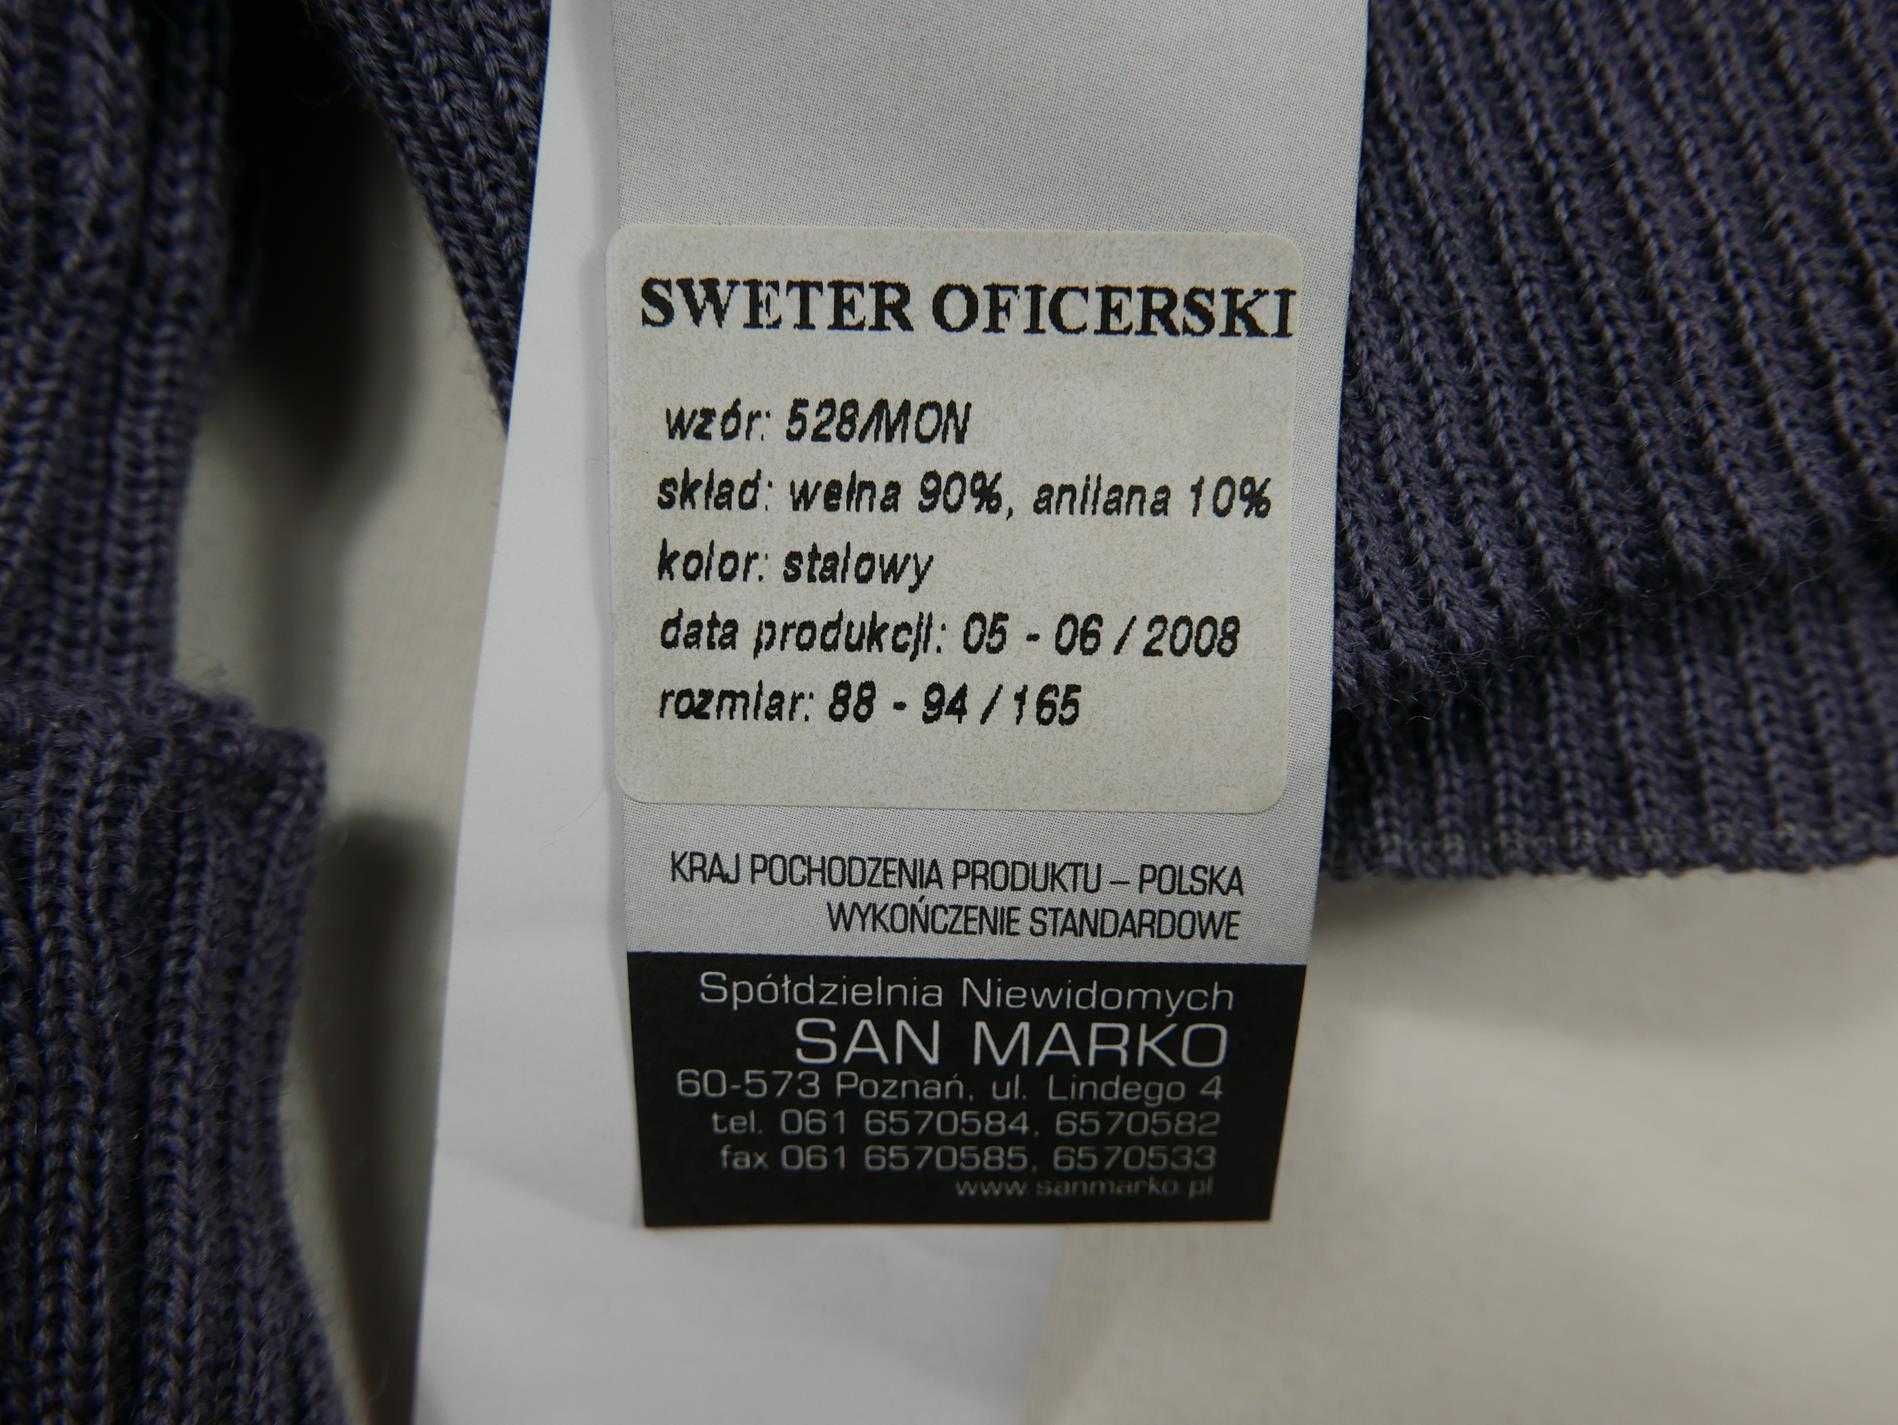 SWETER OFICERSKI
wzór: 528/MON
skład: wełna 90%, anilana 10%
kolor: stalowy
data produkcji: 05 - 06 / 2008
rozmiar: 88 - 94 / 165
KRAJ POCHODZENIA PRODUKTU – POLSKA
WYKOŃCZENIE STANDARDOWE
Spółdzielnia Niewidomych
SAN MARKO
60-573 Poznań, ul. Lindego 4
tel. 061 6570584, 6570582
fax 061 6570585, 6570533
www.sanmarko.pl